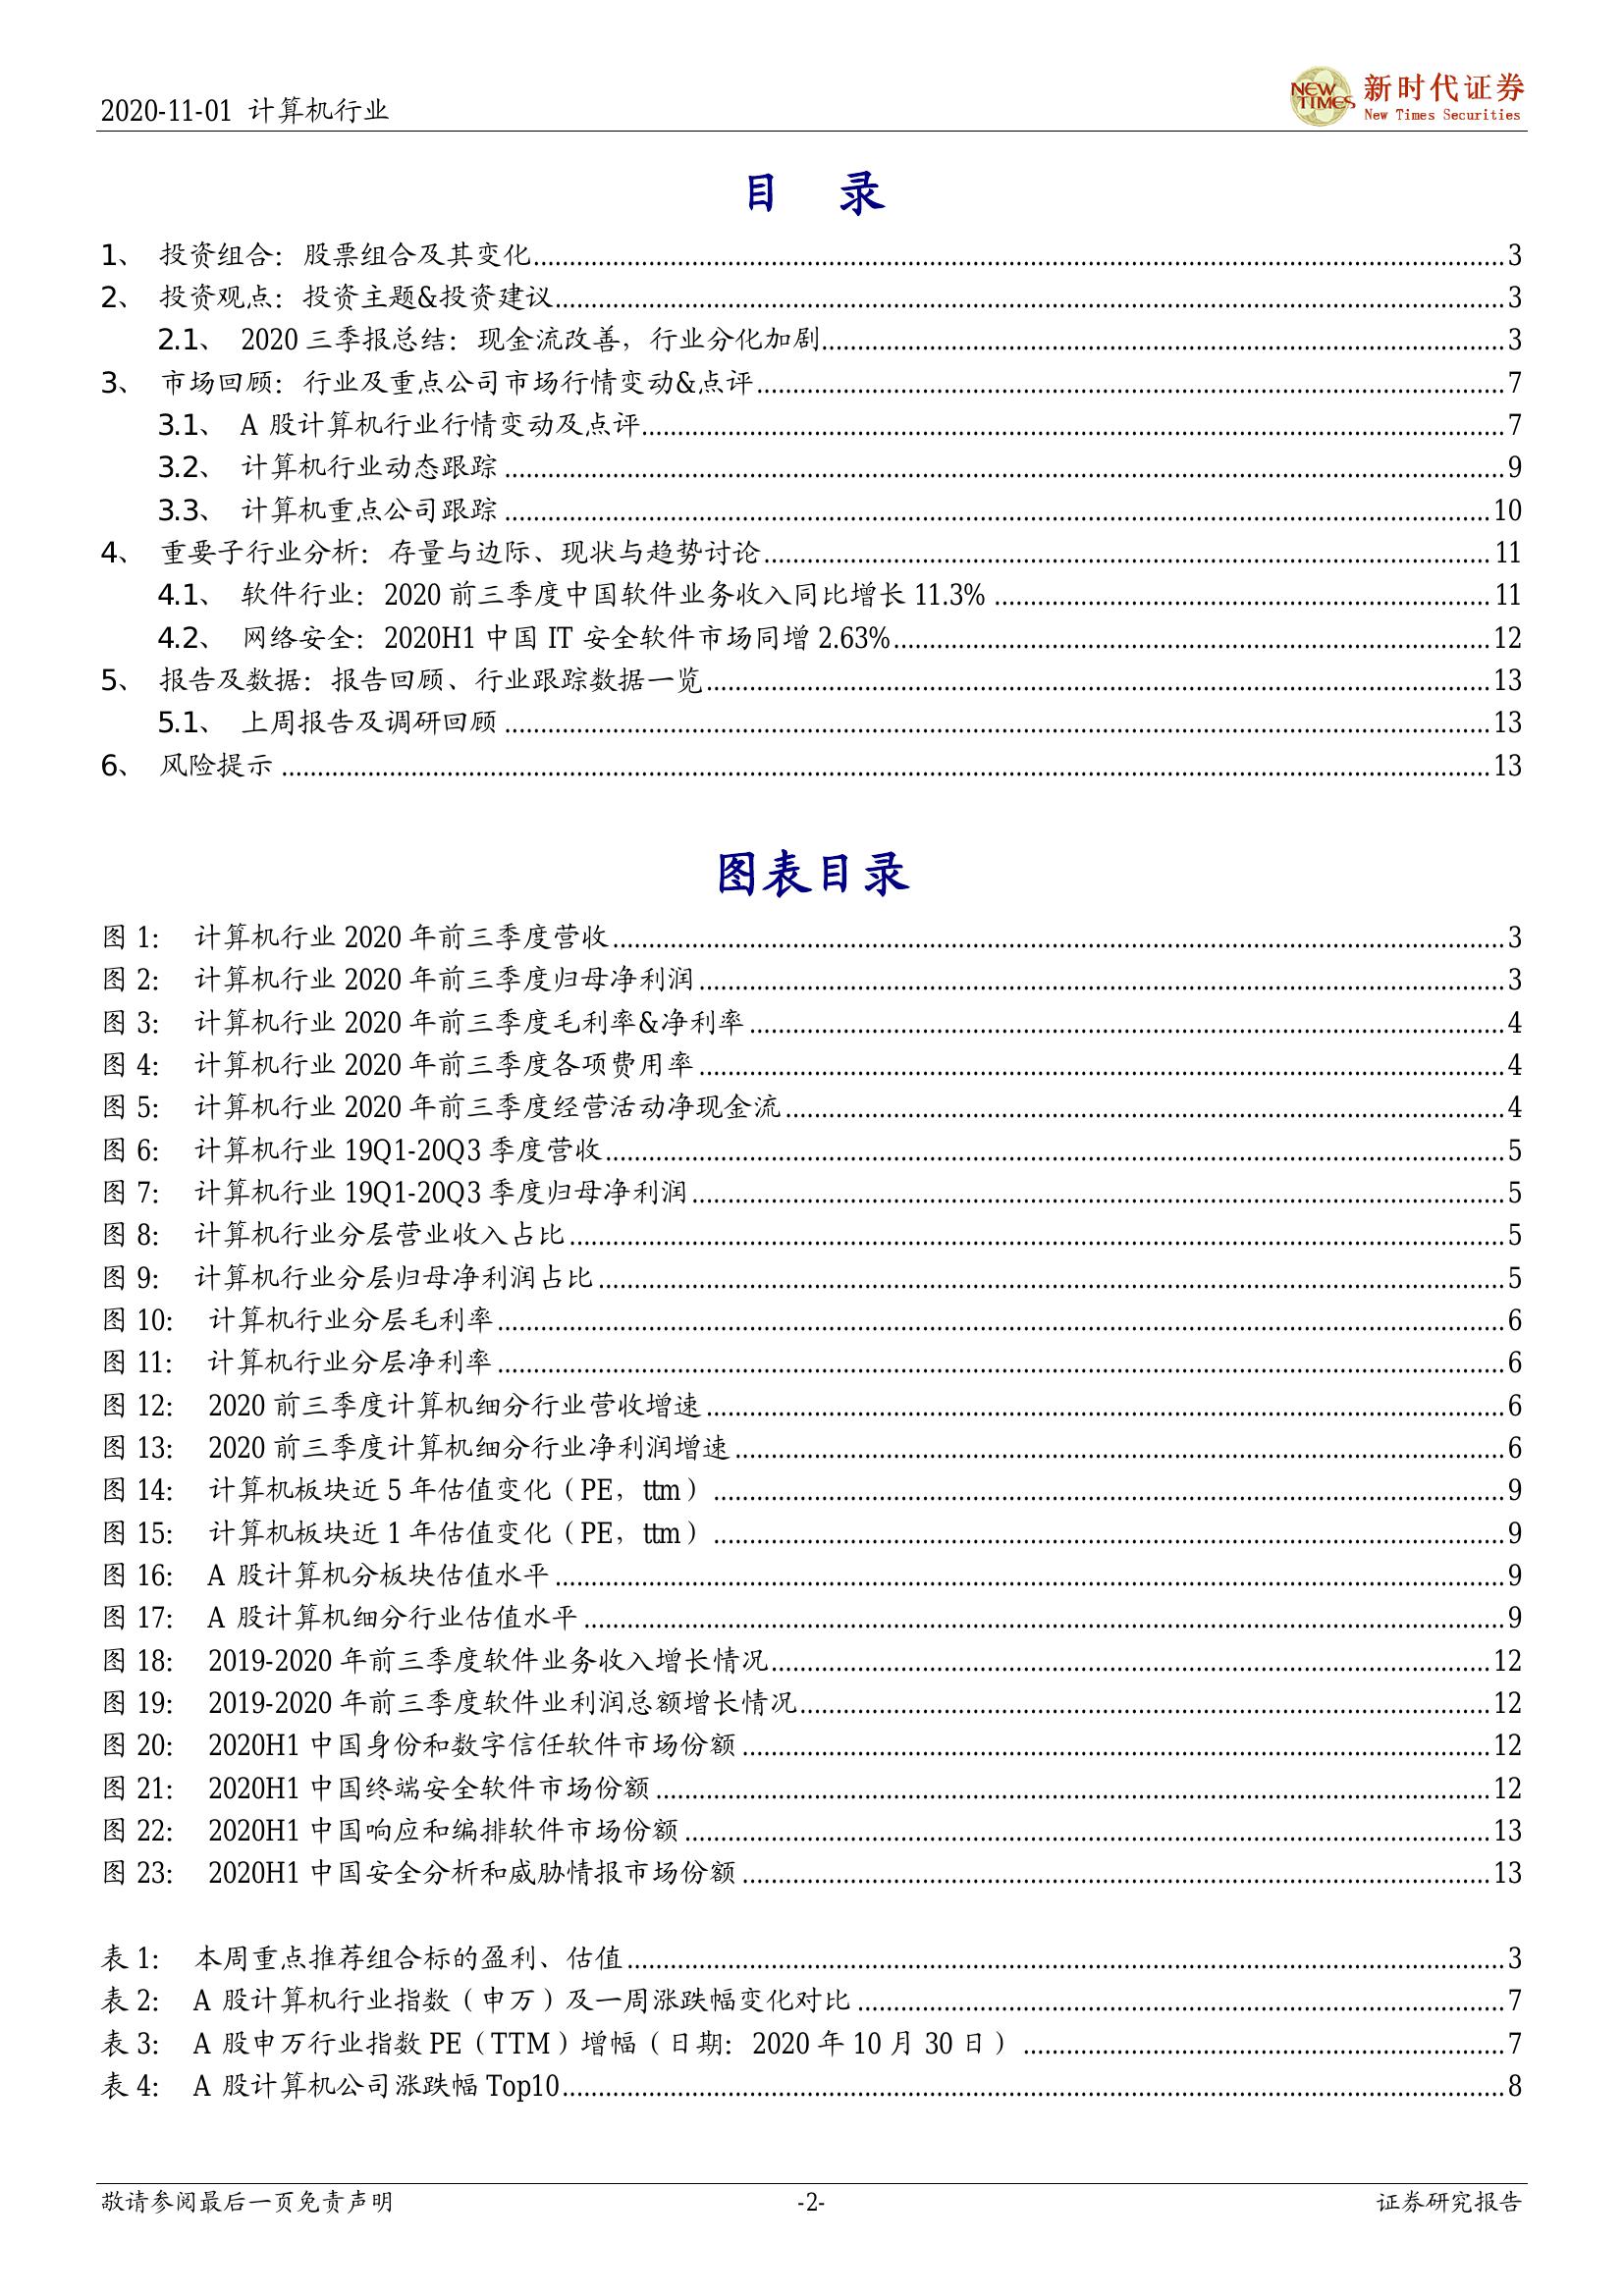 2020-11-01 计算机行业
NEW TIMES 新时代证券
New Times Securities
目 录
1、 投资组合：股票组合及其变化 3
2、 投资观点：投资主题&投资建议 3
2.1、 2020 三季报总结：现金流改善，行业分化加剧 3
3、 市场回顾：行业及重点公司市场行情变动&点评 7
3.1、 A 股计算机行业行情变动及点评 7
3.2、 计算机行业动态跟踪 9
3.3、 计算机重点公司跟踪 10
4、 重要子行业分析：存量与边际、现状与趋势讨论 11
4.1、 软件行业：2020 前三季度中国软件业务收入同比增长 11.3% 11
4.2、 网络安全：2020H1 中国 IT 安全软件市场同增 2.63% 12
5、 报告及数据：报告回顾、行业跟踪数据一览 13
5.1、 上周报告及调研回顾 13
6、 风险提示 13
图表目录
图 1： 计算机行业 2020 年前三季度营收 3
图 2： 计算机行业 2020 年前三季度归母净利润 3
图 3： 计算机行业 2020 年前三季度毛利率&净利率 4
图 4： 计算机行业 2020 年前三季度各项费用率 4
图 5： 计算机行业 2020 年前三季度经营活动净现金流 4
图 6： 计算机行业 19Q1-20Q3 季度营收 5
图 7： 计算机行业 19Q1-20Q3 季度归母净利润 5
图 8： 计算机行业分层营业收入占比 5
图 9： 计算机行业分层归母净利润占比 5
图 10： 计算机行业分层毛利率 6
图 11： 计算机行业分层净利率 6
图 12： 2020 前三季度计算机细分行业营收增速 6
图 13： 2020 前三季度计算机细分行业净利润增速 6
图 14： 计算机板块近 5 年估值变化（PE，ttm） 9
图 15： 计算机板块近 1 年估值变化（PE，ttm） 9
图 16： A 股计算机分板块估值水平 9
图 17： A 股计算机细分行业估值水平 9
图 18： 2019-2020 年前三季度软件业务收入增长情况 12
图 19： 2019-2020 年前三季度软件业利润总额增长情况 12
图 20： 2020H1 中国身份和数字信任软件市场份额 12
图 21： 2020H1 中国终端安全软件市场份额 12
图 22： 2020H1 中国响应和编排软件市场份额 13
图 23： 2020H1 中国安全分析和威胁情报市场份额 13
表 1： 本周重点推荐组合标的盈利、估值 3
表 2： A 股计算机行业指数（申万）及一周涨跌幅变化对比 7
表 3： A 股申万行业指数 PE（TTM）增幅（日期：2020 年 10 月 30 日） 7
表 4： A 股计算机公司涨跌幅 Top10 8
敬请参阅最后一页免责声明 -2- 证券研究报告